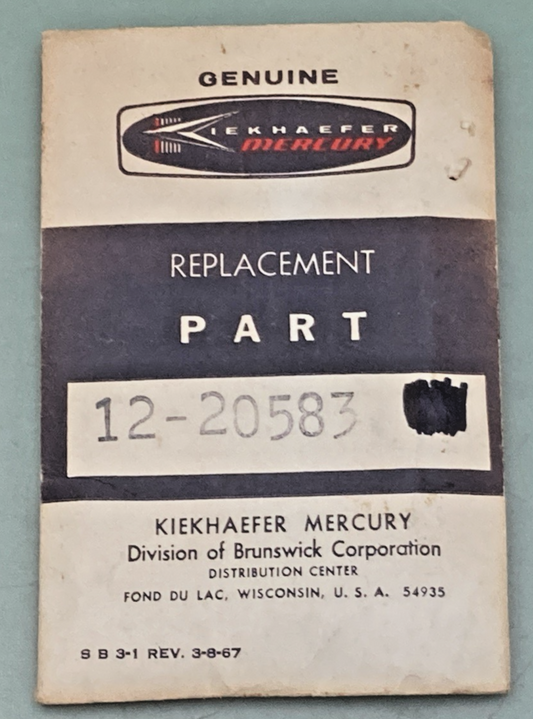 GENUINE
KIEKHAEFER
MERCURY
REPLACEMENT
PART
12-20583
KIEKHAEFER MERCURY
Division of Brunswick Corporation
DISTRIBUTION CENTER
FOND DU LAC, WISCONSIN, U. S. A. 54935
S B 3-1 REV. 3-8-67